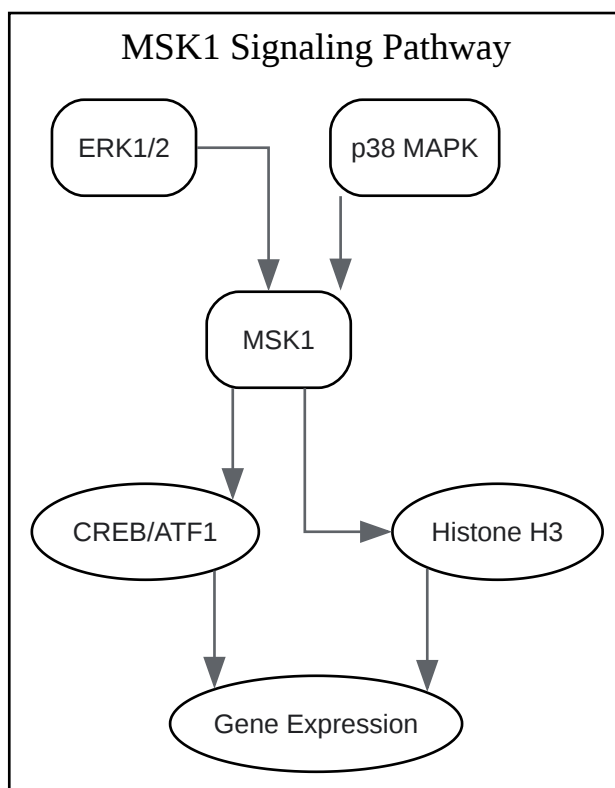 MSK1 Signaling Pathway
ERK1/2
p38 MAPK
MSK1
CREB/ATF1
Histone H3
Gene Expression